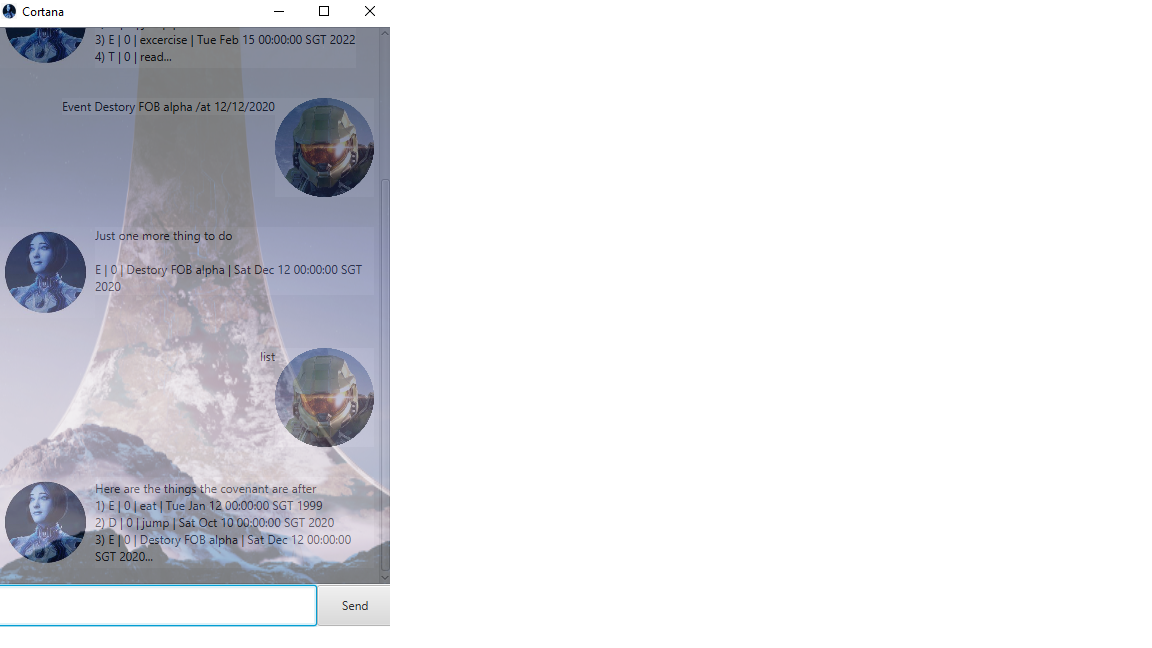 Cortana
3) E | 0 | excercise | Tue Feb 15 00:00:00 SGT 2022
4) T | 0 | read...
Event Destory FOB alpha /at 12/12/2020
Just one more thing to do
E | 0 | Destory FOB alpha | Sat Dec 12 00:00:00 SGT
2020
list
Here are the things the covenant are after
1) E | 0 | eat | Tue Jan 12 00:00:00 SGT 1999
2) D | 0 | jump | Sat Oct 10 00:00:00 SGT 2020
3) E | 0 | Destory FOB alpha | Sat Dec 12 00:00:00
SGT 2020...
Send